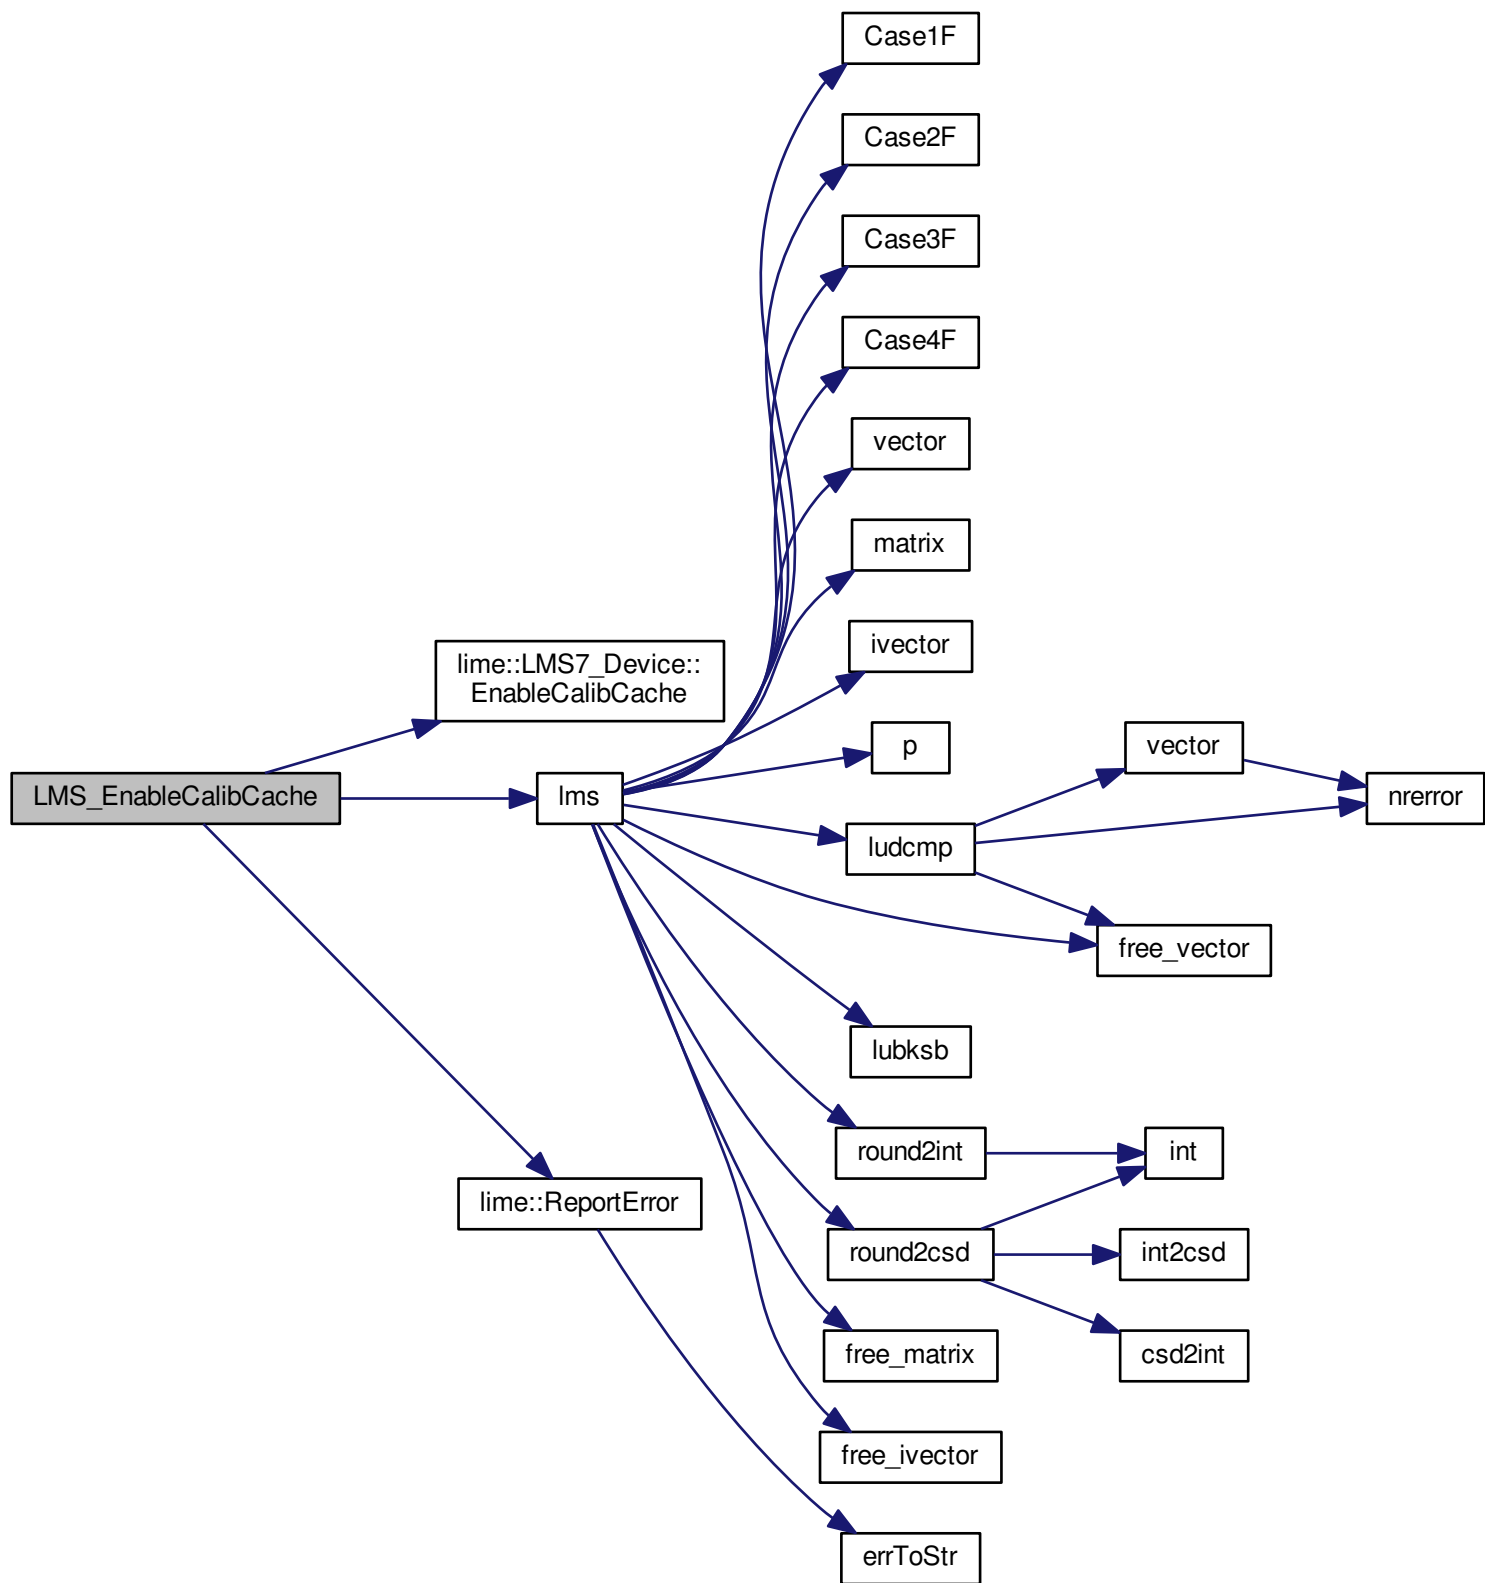 Case1F
Case2F
Case3F
Case4F
vector
matrix
ivector
lime::LMS7_Device::
EnableCalibCache
p
vector
LMS_EnableCalibCache
lms
nrerror
ludcmp
free_vector
lubksb
round2int
int
lime::ReportError
round2csd
int2csd
free_matrix
csd2int
free_ivector
errToStr